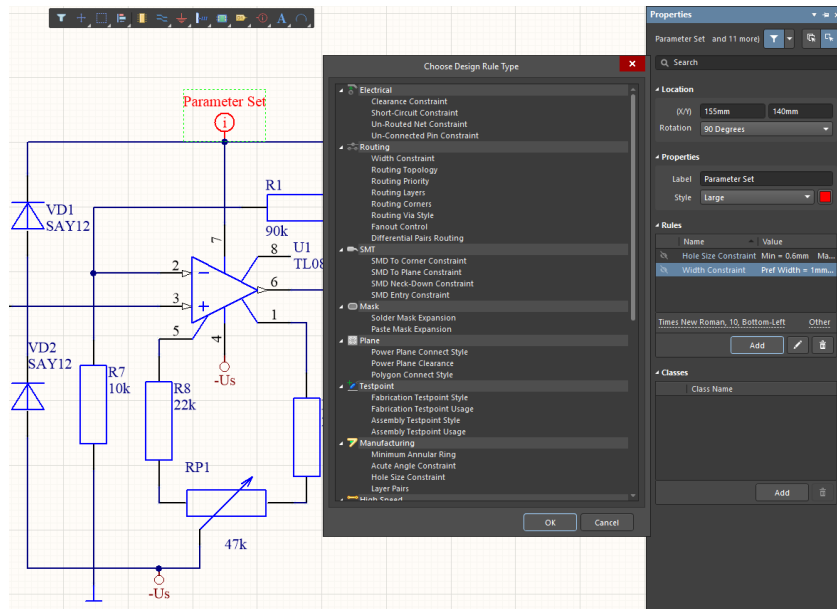 Parameter Set
i
VD1
SAY12
R1
90k
7
8
U1
TL08
2
6
3
1
5
4
-Us
VD2
SAY12
R7
10k
R8
22k
RP1
47k
-Us
Choose Design Rule Type
Electrical
Clearance Constraint
Short-Circuit Constraint
Un-Routed Net Constraint
Un-Connected Pin Constraint
Routing
Width Constraint
Routing Topology
Routing Priority
Routing Layers
Routing Corners
Routing Via Style
Fanout Control
Differential Pairs Routing
SMT
SMD To Corner Constraint
SMD To Plane Constraint
SMD Neck-Down Constraint
SMD Entry Constraint
Mask
Solder Mask Expansion
Paste Mask Expansion
Plane
Power Plane Connect Style
Power Plane Clearance
Polygon Connect Style
Testpoint
Fabrication Testpoint Style
Fabrication Testpoint Usage
Assembly Testpoint Style
Assembly Testpoint Usage
Manufacturing
Minimum Annular Ring
Acute Angle Constraint
Hole Size Constraint
Layer Pairs
High Speed
OK Cancel
Properties
Parameter Set and 11 more)
Search
Location
(X/Y) 155mm 140mm
Rotation 90 Degrees
Properties
Label Parameter Set
Style Large
Rules
Name Value
Hole Size Constraint Min = 0.6mm Ma...
Width Constraint Pref Width = 1mm...
Times New Roman, 10, Bottom-Left Other
Add
Classes
Class Name
Add